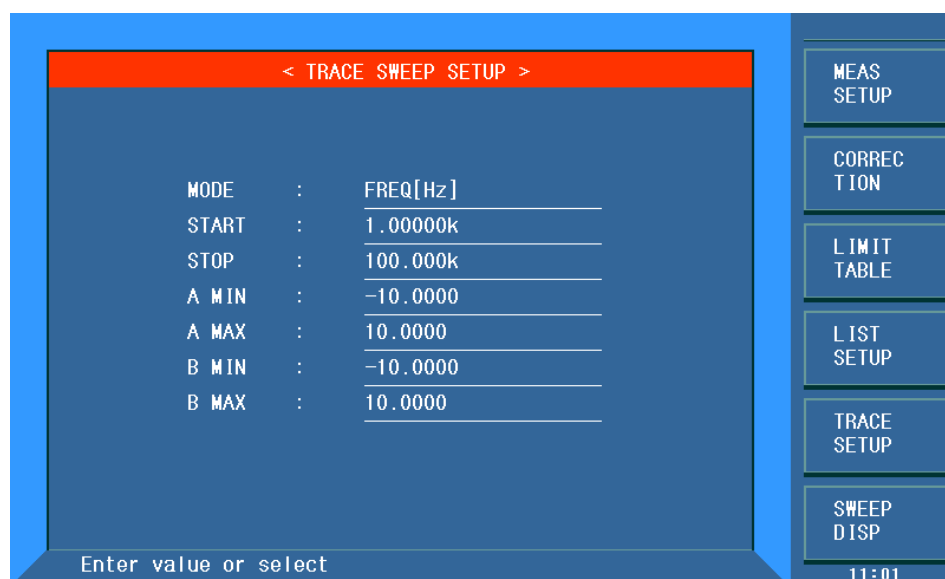 < TRACE SWEEP SETUP >
MODE : FREQ[Hz]
START : 1.00000k
STOP : 100.000k
A MIN : -10.0000
A MAX : 10.0000
B MIN : -10.0000
B MAX : 10.0000
Enter value or select
MEAS
SETUP
CORREC
TION
LIMIT
TABLE
LIST
SETUP
TRACE
SETUP
SWEEP
DISP
11:01